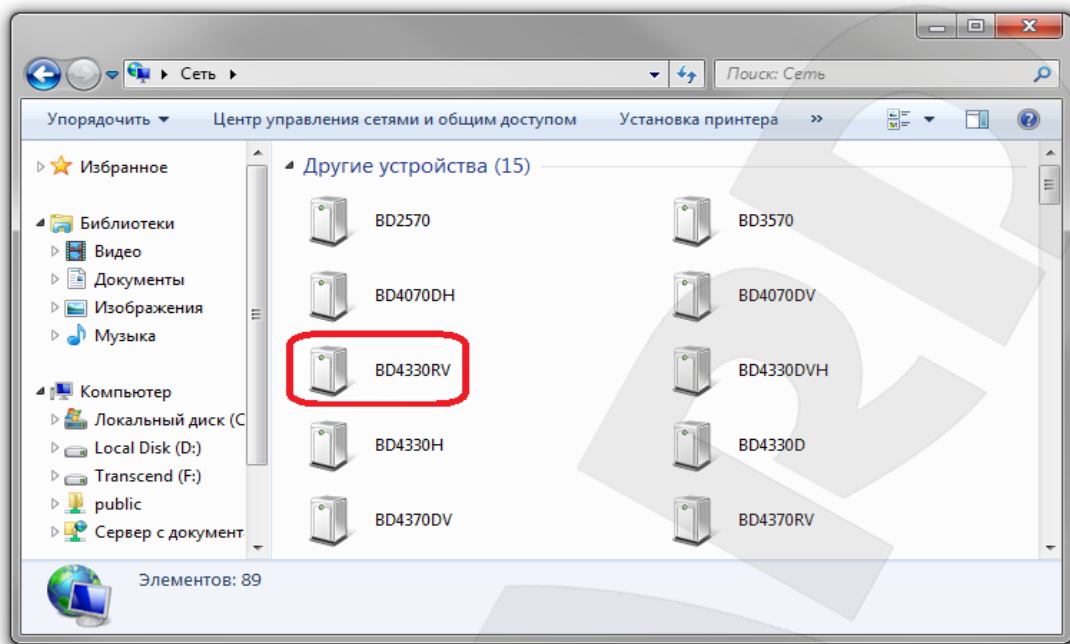 Сеть
Поиск: Сеть
Упорядочить Центр управления сетями и общим доступом Установка принтера »
Избранное
Библиотеки
Видео
Документы
Изображения
Музыка
Компьютер
Локальный диск (C
Local Disk (D:)
Transcend (F:)
public
Сервер с документ
Другие устройства (15)
BD2570 BD3570
BD4070DH BD4070DV
BD4330RV BD4330DVH
BD4330H BD4330D
BD4370DV BD4370RV
Элементов: 89